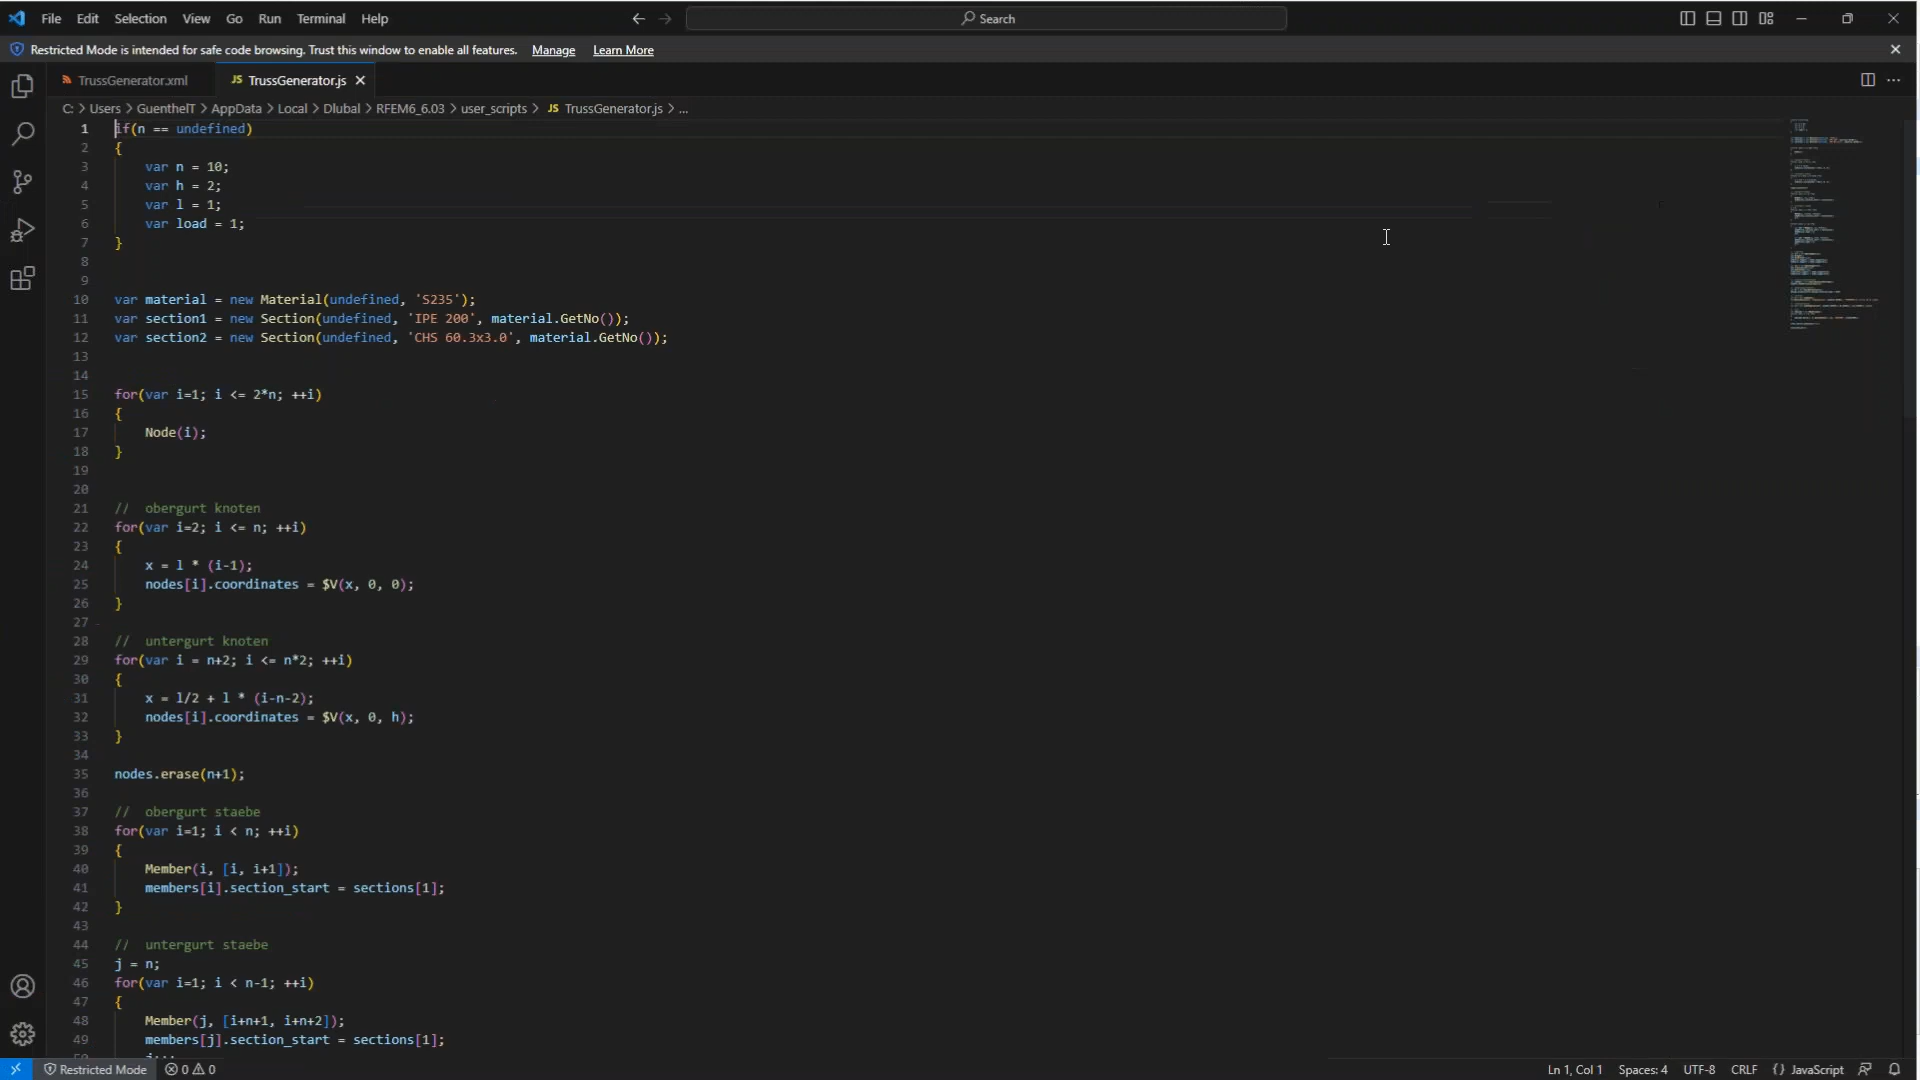 File Edit Selection View Go Run Terminal Help Search
Restricted Mode is intended for safe code browsing. Trust this window to enable all features. Manage Learn More
TrussGenerator.xml JS TrussGenerator.js
C: > Users > GuentheIT > AppData > Local > Dlubal > RFEM6_6.03 > user_scripts > JS TrussGenerator.js > ...
1 if(n == undefined)
2 {
3 var n = 10;
4 var h = 2;
5 var l = 1;
6 var load = 1;
7 }
8
9
10 var material = new Material(undefined, 'S235');
11 var section1 = new Section(undefined, 'IPE 200', material.GetNo());
12 var section2 = new Section(undefined, 'CHS 60.3x3.0', material.GetNo());
13
14
15 for(var i=1; i <= 2*n; ++i)
16 {
17 Node(i);
18 }
19
20
21 // obergurt knoten
22 for(var i=2; i <= n; ++i)
23 {
24 x = l * (i-1);
25 nodes[i].coordinates = $V(x, 0, 0);
26 }
27
28 // untergurt knoten
29 for(var i = n+2; i <= n*2; ++i)
30 {
31 x = l/2 + l * (i-n-2);
32 nodes[i].coordinates = $V(x, 0, h);
33 }
34
35 nodes.erase(n+1);
36
37 // obergurt staebe
38 for(var i=1; i < n; ++i)
39 {
40 Member(i, [i, i+1]);
41 members[i].section_start = sections[1];
42 }
43
44 // untergurt staebe
45 j = n;
46 for(var i=1; i < n-1; ++i)
47 {
48 Member(j, [i+n+1, i+n+2]);
49 members[j].section_start = sections[1];
Restricted Mode 0 0 Ln 1, Col 1 Spaces: 4 UTF-8 CRLF {} JavaScript